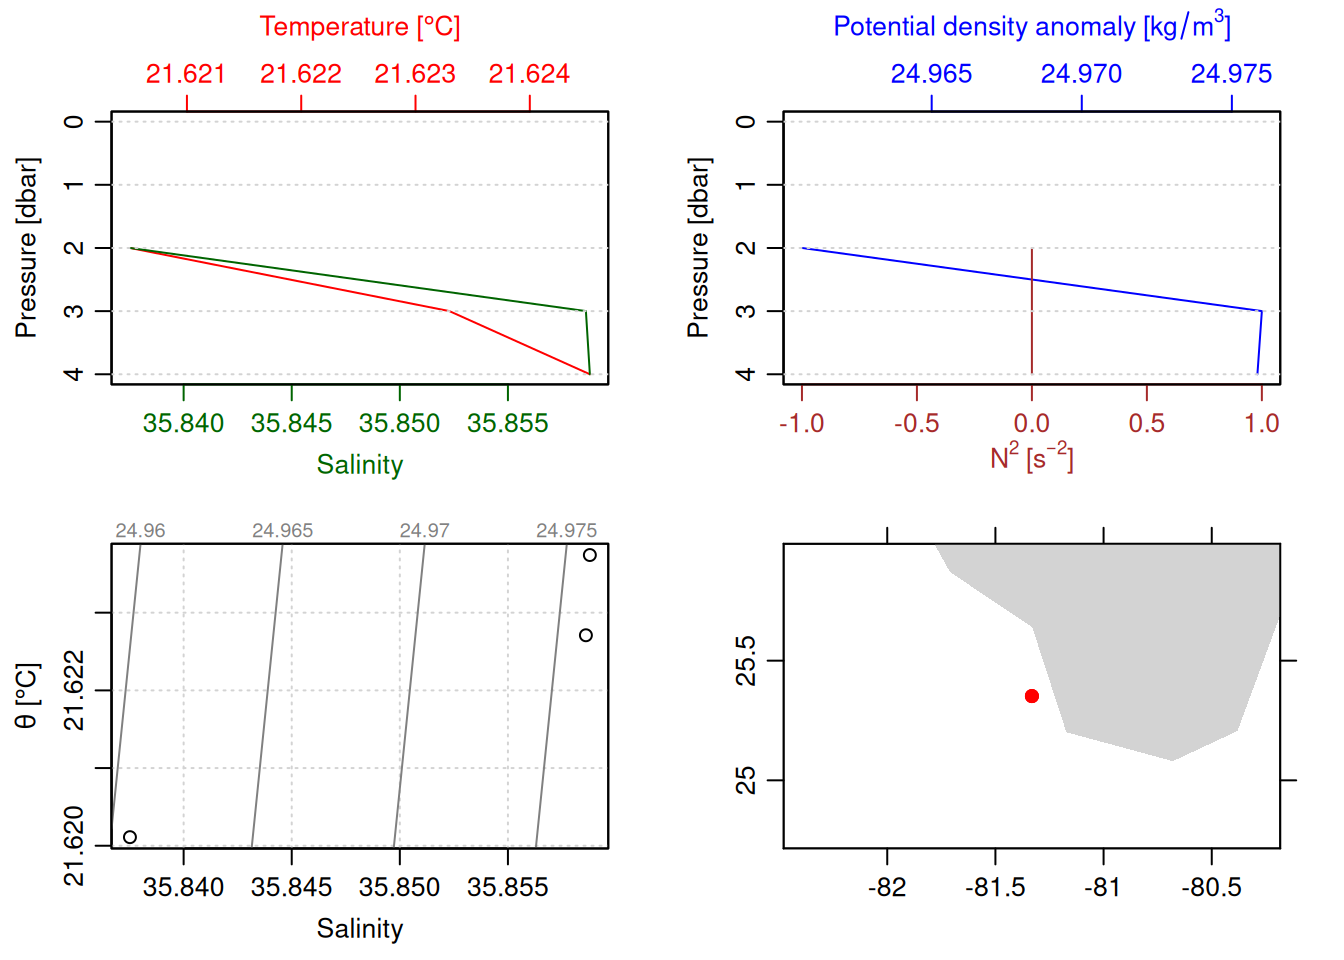 Temperature [°C]
21.621 21.622 21.623 21.624
Pressure [dbar]
0
1
2
3
4
35.840 35.845 35.850 35.855
Salinity
Potential density anomaly [kg/m³]
24.965 24.970 24.975
Pressure [dbar]
0
1
2
3
4
-1.0 -0.5 0.0 0.5 1.0
N² [s⁻²]
24.96 24.965 24.97 24.975
θ [°C]
21.622
21.620
35.840 35.845 35.850 35.855
Salinity
25.5
25
-82 -81.5 -81 -80.5